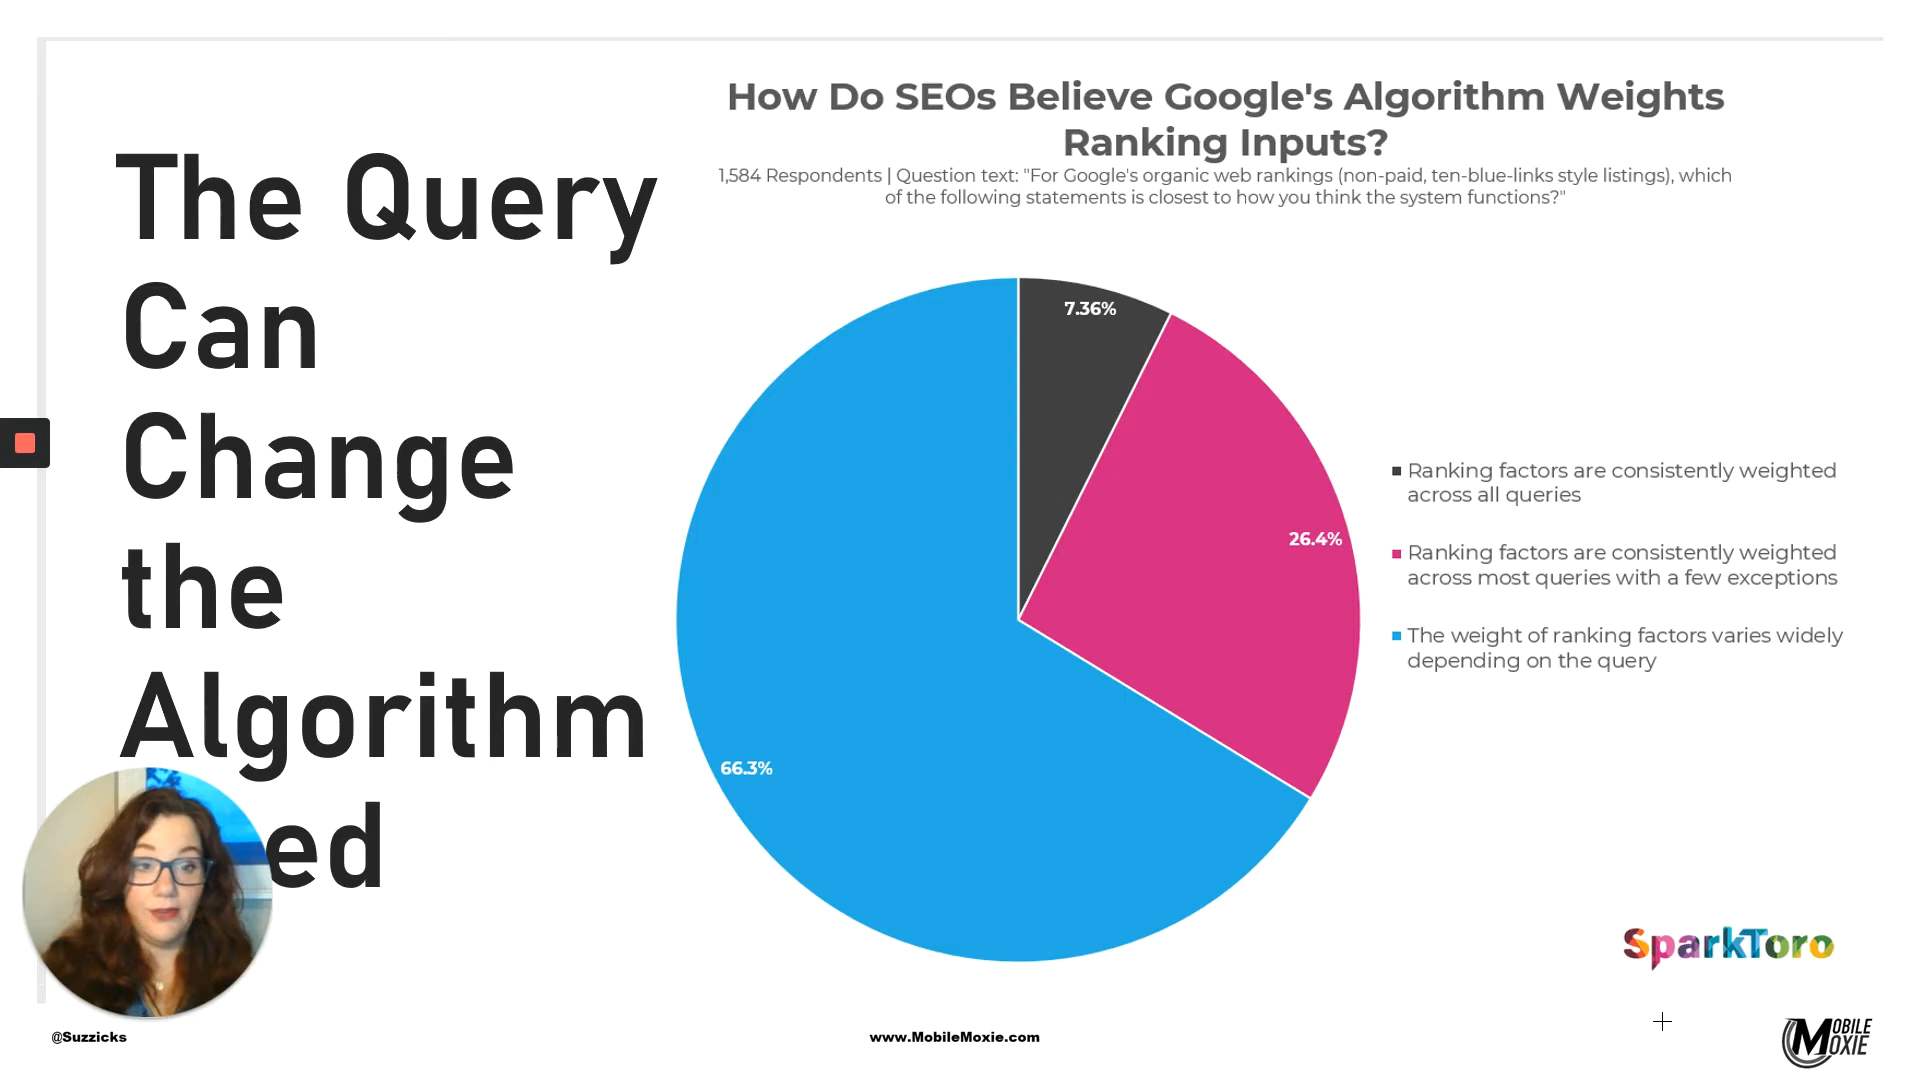 The Query
Can
Change
the
Algorithm
ed
How Do SEOs Believe Google's Algorithm Weights
Ranking Inputs?
1,584 Respondents | Question text: "For Google's organic web rankings (non-paid, ten-blue-links style listings), which
of the following statements is closest to how you think the system functions?"
7.36%
26.4%
66.3%
Ranking factors are consistently weighted
across all queries
Ranking factors are consistently weighted
across most queries with a few exceptions
The weight of ranking factors varies widely
depending on the query
SparkToro
@Suzzicks
www.MobileMoxie.com
MOBILE
MOXIE